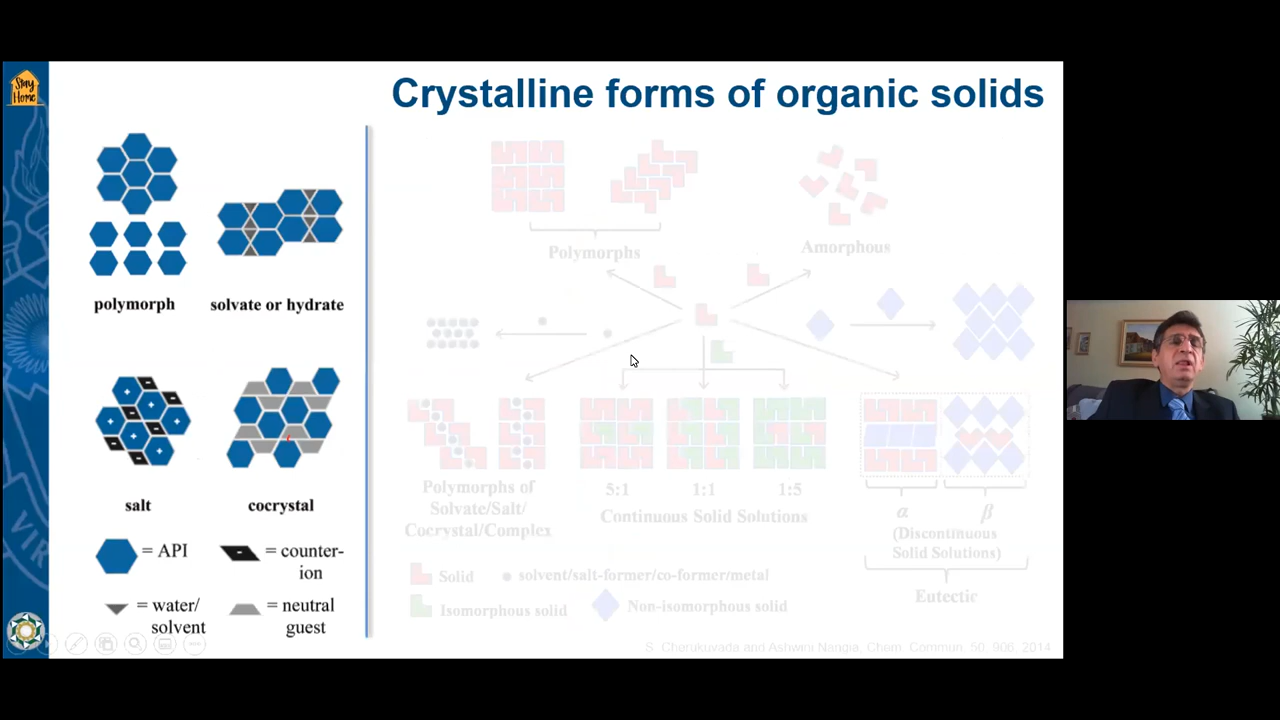 Stay
Home
Crystalline forms of organic solids
polymorph
solvate or hydrate
salt
cocrystal
= API
= counter-
ion
= water/
solvent
= neutral
guest
Polymorphs
Amorphous
Polymorphs of
Solvate/Salt/
Cocrystal/Complex
5:1
1:1
1:5
Continuous Solid Solutions
α
β
(Discontinuous
Solid Solutions)
Eutectic
Solid
solvent/salt-former/co-former/metal
Isomorphous solid
Non-isomorphous solid
S. Cherukuvada and Ashwini Nangia, Chem. Commun. 50, 906, 2014
VIR